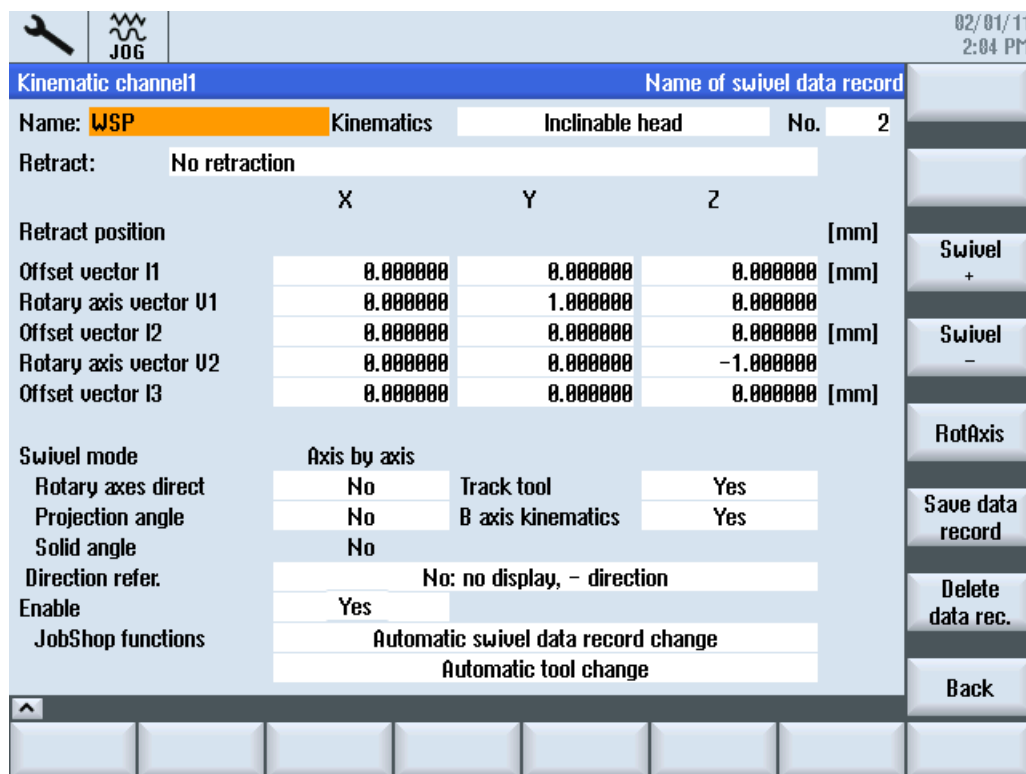 02/01/1
JOG
2:04 PM
Kinematic channel1 Name of swivel data record
Name: WSP Kinematics Inclinable head No. 2
Retract: No retraction
X Y Z
Retract position [mm]
Offset vector I1 0.000000 0.000000 0.000000 [mm]
Rotary axis vector V1 0.000000 1.000000 0.000000
Offset vector I2 0.000000 0.000000 0.000000 [mm]
Rotary axis vector V2 0.000000 0.000000 -1.000000
Offset vector I3 0.000000 0.000000 0.000000 [mm]
Swivel mode Axis by axis
Rotary axes direct No Track tool Yes
Projection angle No B axis kinematics Yes
Solid angle No
Direction refer. No: no display, - direction
Enable Yes
JobShop functions Automatic swivel data record change
Automatic tool change
Swivel
+
Swivel
-
RotAxis
Save data
record
Delete
data rec.
Back